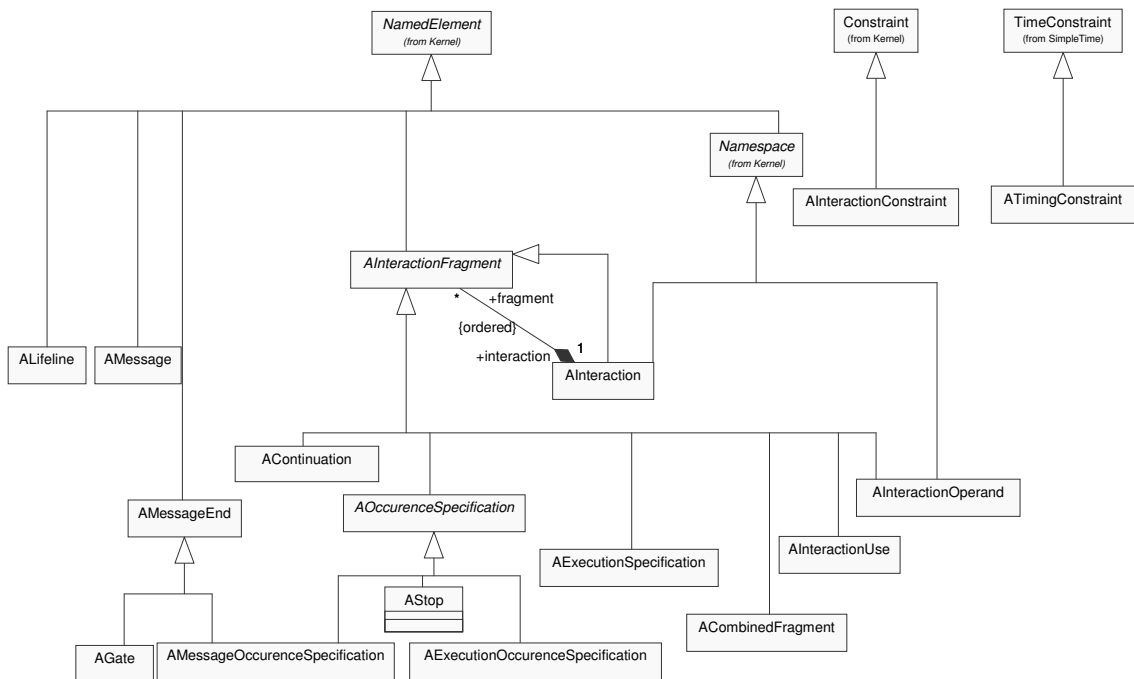 NamedElement
(from Kernel)
Constraint
(from Kernel)
TimeConstraint
(from SimpleTime)
Namespace
(from Kernel)
AInteractionConstraint
ATimingConstraint
AInteractionFragment
*
+fragment
{ordered}
+interaction
1
ALifeline
AMessage
AInteraction
AContinuation
AMessageEnd
AOccurenceSpecification
AInteractionOperand
AExecutionSpecification
AInteractionUse
AStop
ACombinedFragment
AGate
AMessageOccurenceSpecification
AExecutionOccurenceSpecification